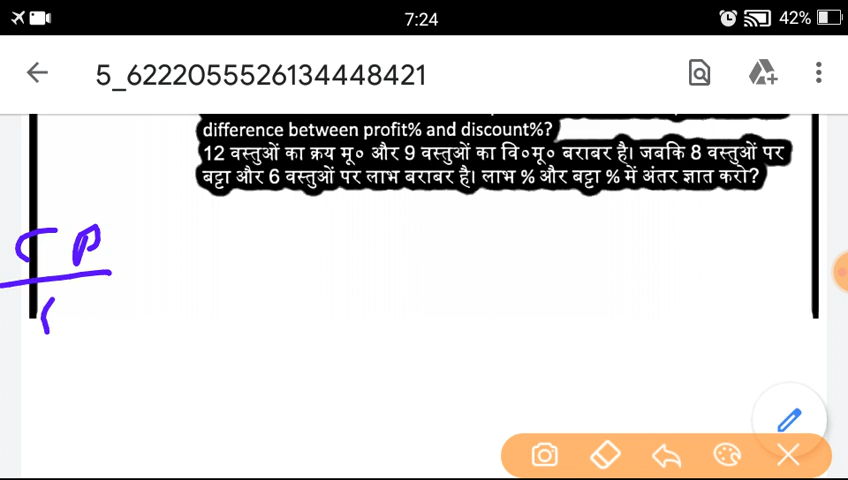 7:24
42%
5_6222055526134448421
difference between profit% and discount%?
12 वस्तुओं का क्रय मू० और 9 वस्तुओं का वि०मू० बराबर है। जबकि 8 वस्तुओं पर
बट्टा और 6 वस्तुओं पर लाभ बराबर है। लाभ % और बट्टा % में अंतर ज्ञात करो?
C P